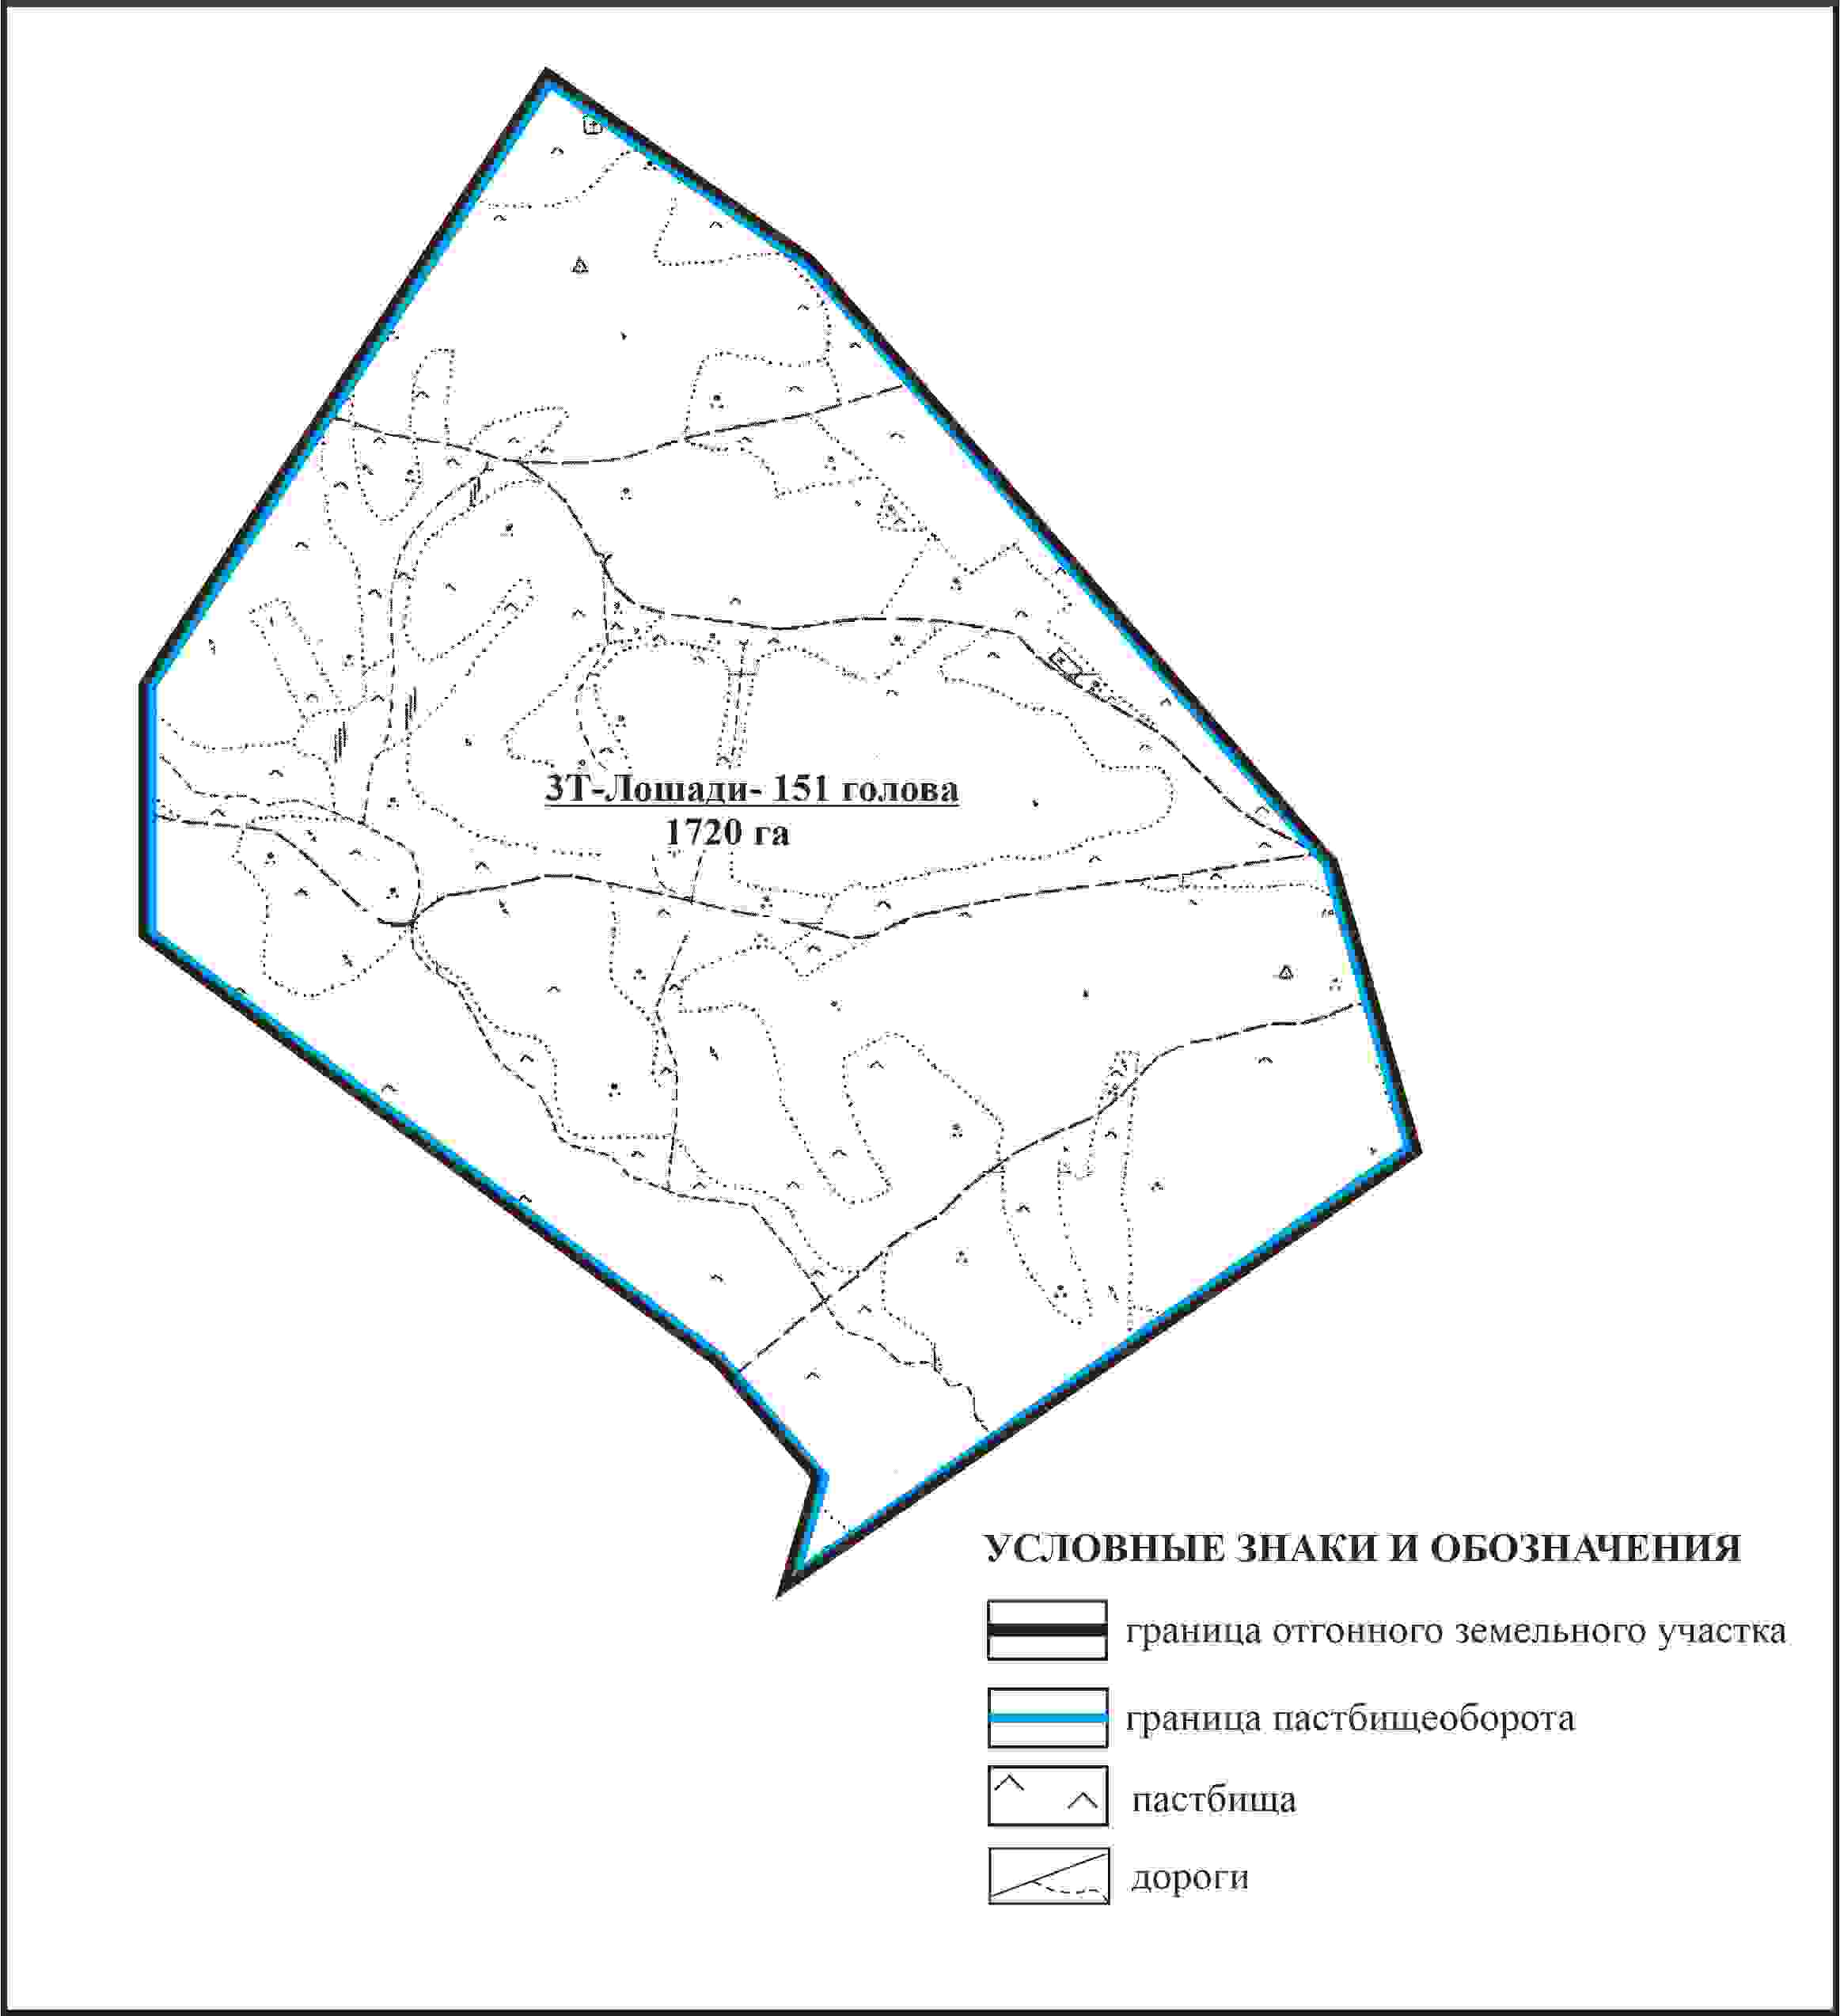 3Т-Лошади- 151 голова
1720 га
УСЛОВНЫЕ ЗНАКИ И ОБОЗНАЧЕНИЯ
граница отгонного земельного участка
граница пастбищеоборота
пастбища
дороги